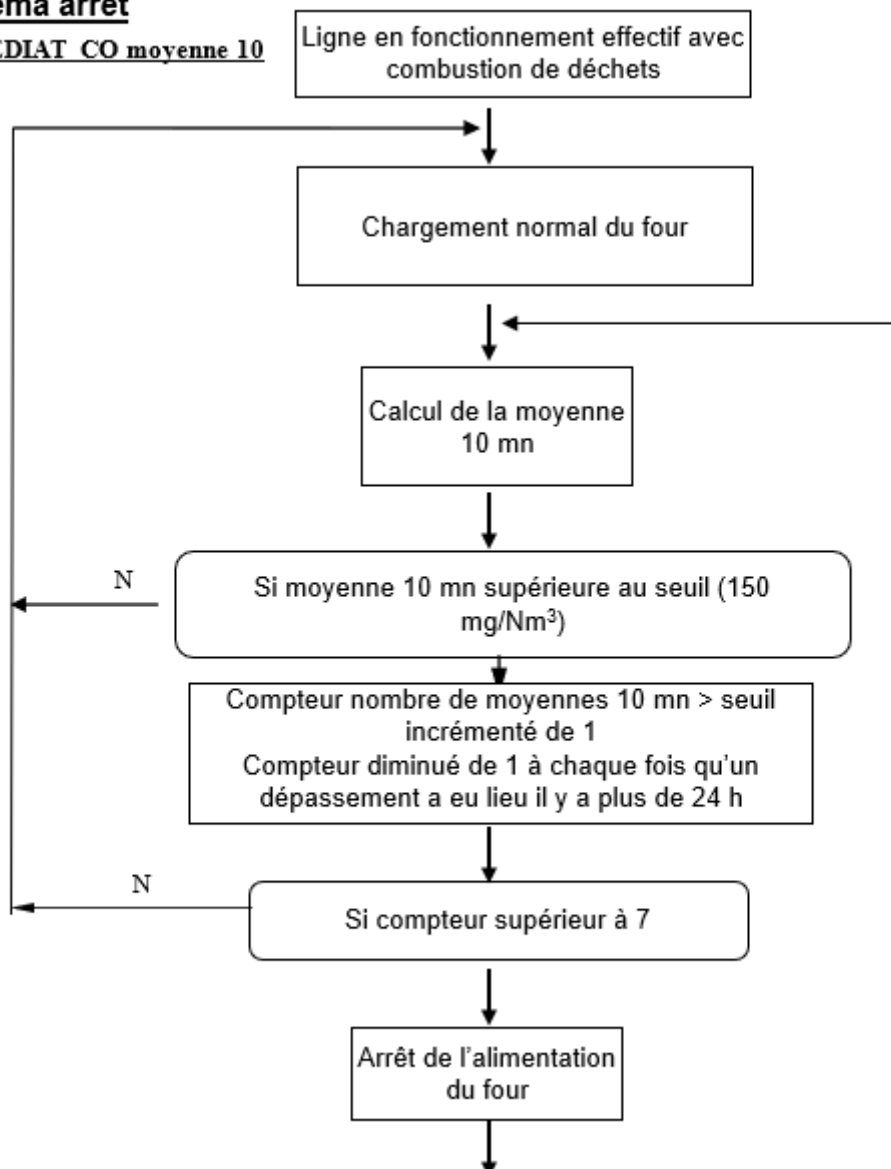 arrêt
CO moyenne 10
Ligne en fonctionnement effectif avec
combustion de déchets
Chargement normal du four
Calcul de la moyenne
10 mn
N
Si moyenne 10 mn supérieure au seuil (150
mg/Nm³)
Compteur nombre de moyennes 10 mn > seuil
incrémenté de 1
Compteur diminué de 1 à chaque fois qu'un
dépassement a eu lieu il y a plus de 24 h
N
Si compteur supérieur à 7
Arrêt de l'alimentation
du four